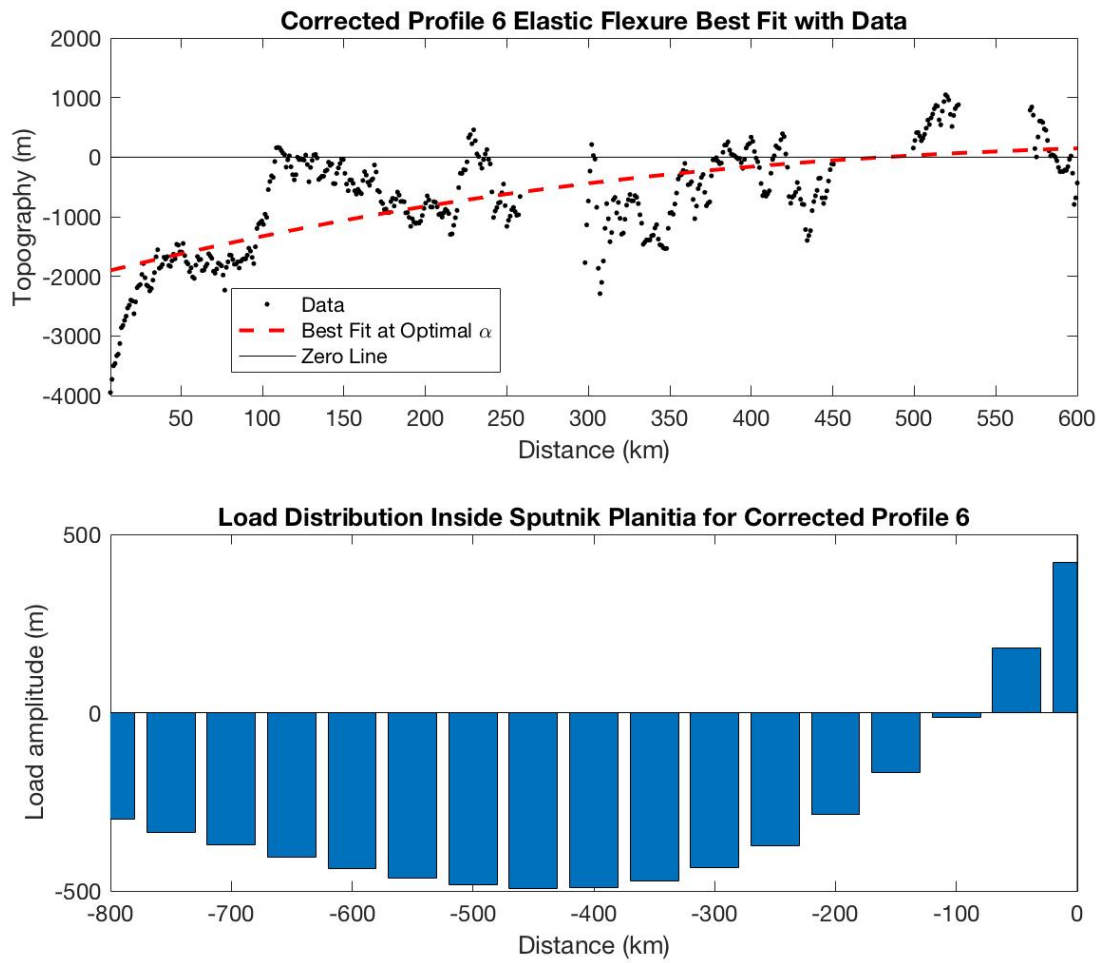 Corrected Profile 6 Elastic Flexure Best Fit with Data
2000
1000
0
-1000
-2000
-3000
-4000
Topography (m)
Data
Best Fit at Optimal α
Zero Line
50 100 150 200 250 300 350 400 450 500 550 600
Distance (km)
Load Distribution Inside Sputnik Planitia for Corrected Profile 6
500
0
-500
Load amplitude (m)
-800 -700 -600 -500 -400 -300 -200 -100 0
Distance (km)